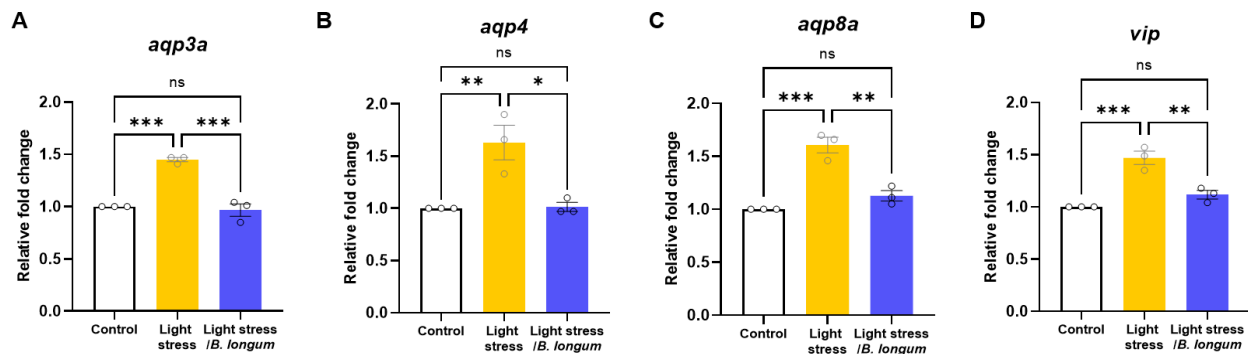 A
aqp3a
ns
***
***
Relative fold change
2.0
1.5
1.0
0.5
0.0
Control
Light
stress
Light stress
/B. longum
B
aqp4
ns
**
*
Relative fold change
2.0
1.5
1.0
0.5
0.0
Control
Light
stress
Light stress
/B. longum
C
aqp8a
ns
***
**
Relative fold change
2.0
1.5
1.0
0.5
0.0
Control
Light
stress
Light stress
/B. longum
D
vip
ns
***
**
Relative fold change
2.0
1.5
1.0
0.5
0.0
Control
Light
stress
Light stress
/B. longum